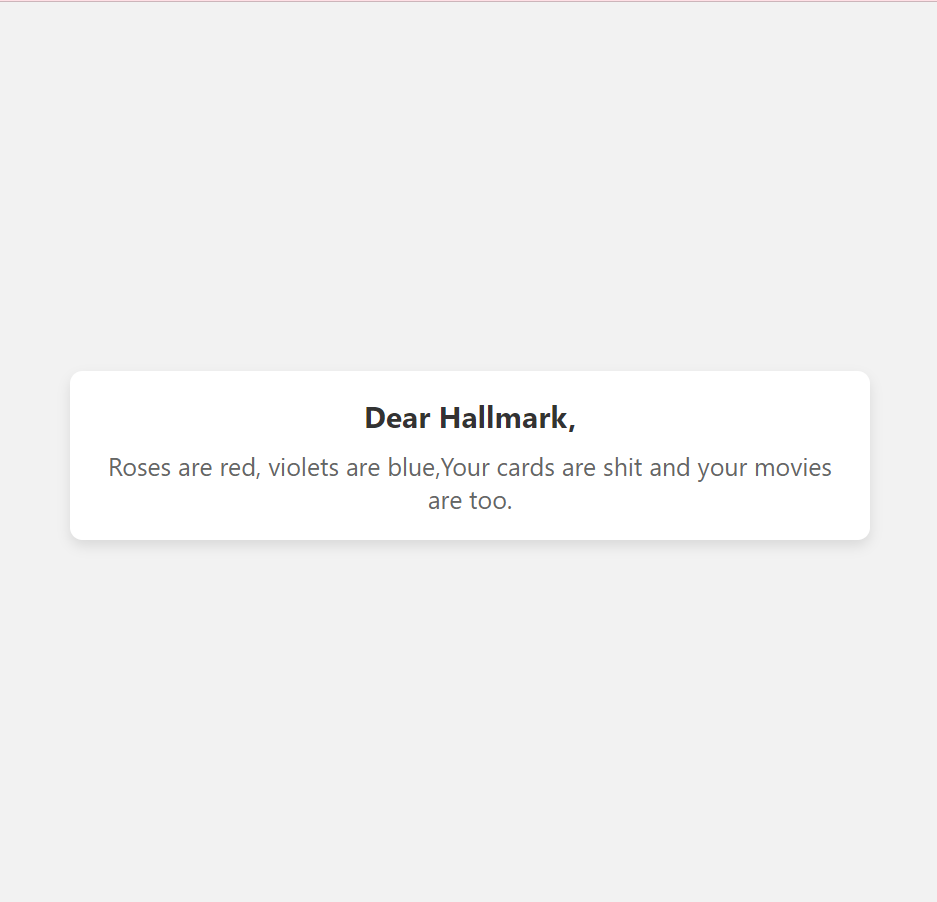 Dear Hallmark,
Roses are red, violets are blue,Your cards are shit and your movies
are too.